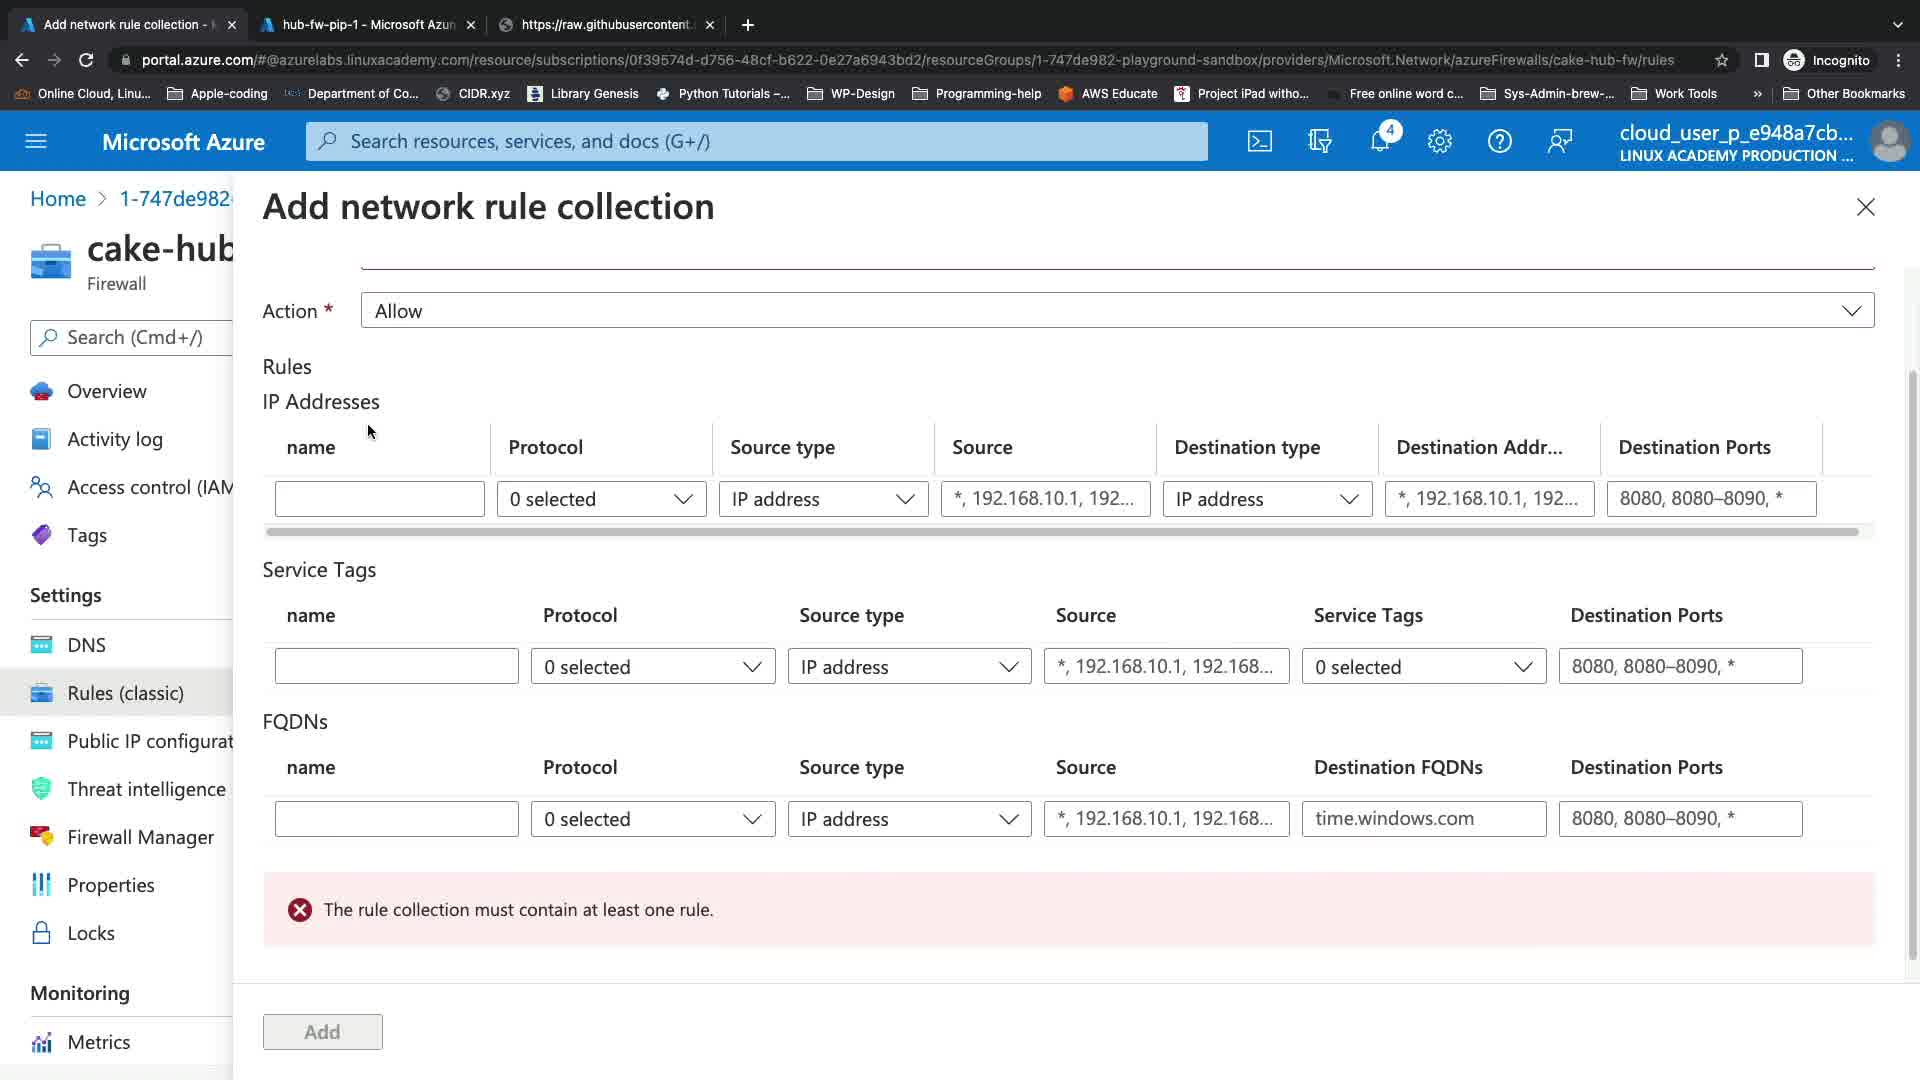 Add network rule collection -
hub-fw-pip-1 - Microsoft Azur
https://raw.githubusercontent.
portal.azure.com/#@azurelabs.linuxacademy.com/resource/subscriptions/0f39574d-d756-48cf-b622-0e27a6943bd2/resourceGroups/1-747de982-playground-sandbox/providers/Microsoft.Network/azureFirewalls/cake-hub-fw/rules
Incognito
Online Cloud, Linu...
Apple-coding
Department of Co...
CIDR.xyz
Library Genesis
Python Tutorials –...
WP-Design
Programming-help
AWS Educate
Project iPad witho...
Free online word c...
Sys-Admin-brew-...
Work Tools
»
Other Bookmarks
Microsoft Azure
Search resources, services, and docs (G+/)
4
cloud_user_p_e948a7cb...
LINUX ACADEMY PRODUCTION ...
Home > 1-747de982-
cake-hub
Firewall
Search (Cmd+/)
Overview
Activity log
Access control (IAM
Tags
Settings
DNS
Rules (classic)
Public IP configurat
Threat intelligence
Firewall Manager
Properties
Locks
Monitoring
Metrics
Add network rule collection
Action * Allow
Rules
IP Addresses
name Protocol Source type Source Destination type Destination Addr... Destination Ports
0 selected IP address *, 192.168.10.1, 192... IP address *, 192.168.10.1, 192... 8080, 8080–8090, *
Service Tags
name Protocol Source type Source Service Tags Destination Ports
0 selected IP address *, 192.168.10.1, 192.168... 0 selected 8080, 8080–8090, *
FQDNs
name Protocol Source type Source Destination FQDNs Destination Ports
0 selected IP address *, 192.168.10.1, 192.168... time.windows.com 8080, 8080–8090, *
The rule collection must contain at least one rule.
Add